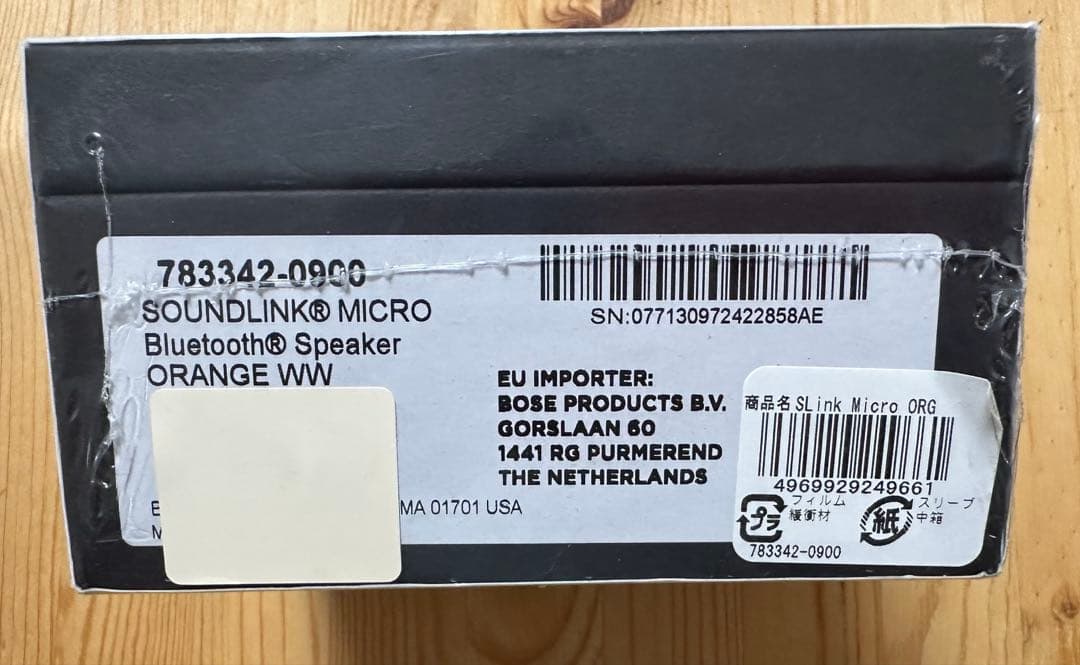 783342-0900
SOUNDLINK® MICRO
Bluetooth® Speaker
ORANGE WW
SN:077130972422858AE
EU IMPORTER:
BOSE PRODUCTS B.V.
GORSLAAN 60
1441 RG PURMEREND
THE NETHERLANDS
MA 01701 USA
商品名 SLink Micro ORG
4969929249661
プラ
フィルム
緩衝材
紙
スリーブ
中箱
783342-0900